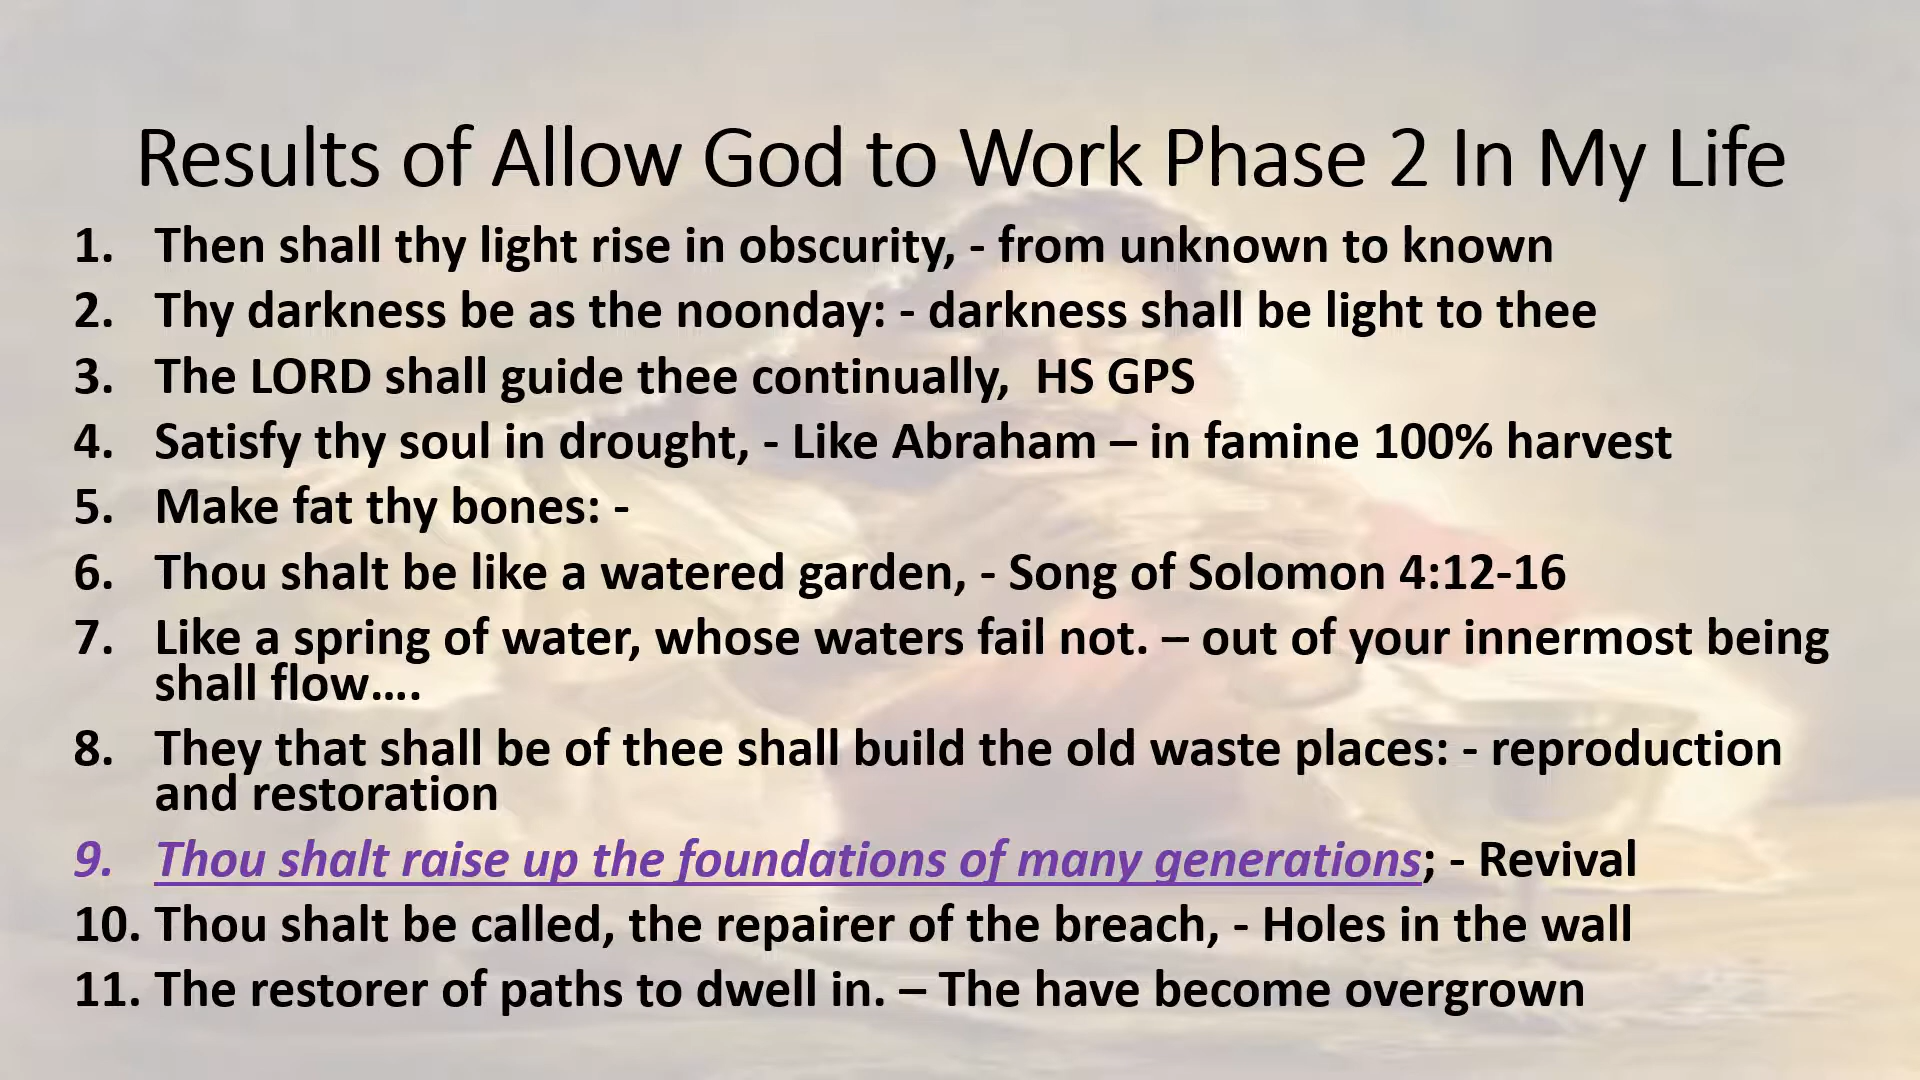 Results of Allow God to Work Phase 2 In My Life
1. Then shall thy light rise in obscurity, - from unknown to known
2. Thy darkness be as the noonday: - darkness shall be light to thee
3. The LORD shall guide thee continually,  HS GPS
4. Satisfy thy soul in drought, - Like Abraham – in famine 100% harvest
5. Make fat thy bones: -
6. Thou shalt be like a watered garden, - Song of Solomon 4:12-16
7. Like a spring of water, whose waters fail not. – out of your innermost being
shall flow….
8. They that shall be of thee shall build the old waste places: - reproduction
and restoration
9. Thou shalt raise up the foundations of many generations; - Revival
10. Thou shalt be called, the repairer of the breach, - Holes in the wall
11. The restorer of paths to dwell in. – The have become overgrown